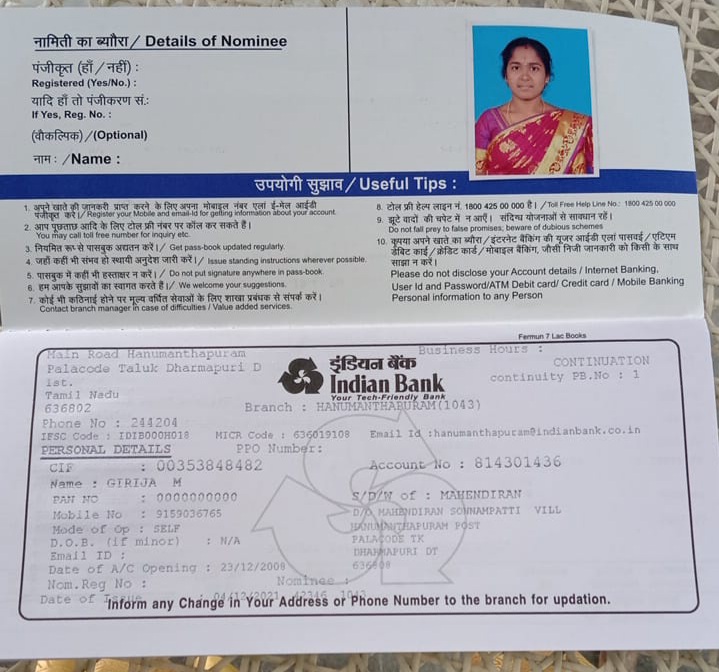 नामिती का ब्यौरा / Details of Nominee
पंजीकृत (हाँ / नहीं) :
Registered (Yes/No.) :
यादि हाँ तो पंजीकरण सं.:
If Yes, Reg. No. :
(वौकल्पिक) / (Optional)
नाम : /Name :
उपयोगी सुझाव / Useful Tips :
1. अपने खाते की जानकरी प्राप्त करने के लिए अपना मोबाइल नंबर एलां ई-मेल आईडी
पंजीकृत करें।/ Register your Mobile and email-Id for getting information about your account.
2. आप पूछताछ आदि के लिए टोल फ्री नंबर पर कॉल कर सकते हैं।
You may call toll free number for inquiry etc.
3. नियमित रूप से पासबुक अद्यतन करें।/ Get pass-book updated regularly.
4. जहाँ कहीं भी संभव हो स्थायी अनुदेश जारी करें।/ Issue standing instructions wherever possible.
5. पासबुक में कहीं भी हस्ताक्षर न करें।/ Do not put signature anywhere in pass-book.
6. हम आपके सुझावों का स्वागत करते हैं।/ We welcome your suggestions.
7. कोई भी कठिनाई होने पर मूल्य वर्धित सेवाओं के लिए शाखा प्रबंधक से संपर्क करें।
Contact branch manager in case of difficulties / Value added services.
8. टोल फ्री हेल्प लाइन नं. 1800 425 00 000 है। /Toll Free Help Line No.: 1800 425 00 000
9. झूटे वादों की चपेट में न आएँ। संदिग्ध योजनाओं से सावधान रहें।
Do not fall prey to false promises; beware of dubious schemes
10. कृपया अपने खाते का ब्योरा/इंटरनेट बैंकिंग की यूजर आईडी एलां पासवर्ड/एटिएम
डेबिट कार्ड/क्रेडिट कार्ड/मोबाइल बैंकिंग, जौसी निजी जानकारी को किसी के साथ
साझा न करें।
Please do not disclose your Account details / Internet Banking,
User Id and Password/ATM Debit card/ Credit card / Mobile Banking
Personal information to any Person
Fermun 7 Lac Books
Main Road Hanumanthapuram
Palacode Taluk Dharmapuri D
ist.
Tamil Nadu
636802
इंडियन बैंक
Indian Bank
Your Tech-Friendly Bank
Business Hours :
CONTINUATION
continuity PB.No : 1
Branch : HANUMANTHAPURAM(1043)
Phone No : 244204
IFSC Code : IDIB000H018 MICR Code : 636019108 Email Id :hanumanthapuram@indianbank.co.in
PERSONAL DETAILS PPO Number:
CIF : 00353848482 Account No : 814301436
Name : GIRIJA M
PAN NO : 0000000000 S/D/W of : MAHENDIRAN
Mobile No : 9159036765 D/O MAHENDIRAN SONNAMPATTI VILL
Mode of Op : SELF HANUMANTHAPURAM POST
D.O.B. (if minor) : N/A PALACODE TK
Email ID : DHARMAPURI DT
Date of A/C Opening : 23/12/2009 636808
Nom.Reg No : Nominee :
Date of Issue : 04/12/2021 1043
Inform any Change in Your Address or Phone Number to the branch for updation.